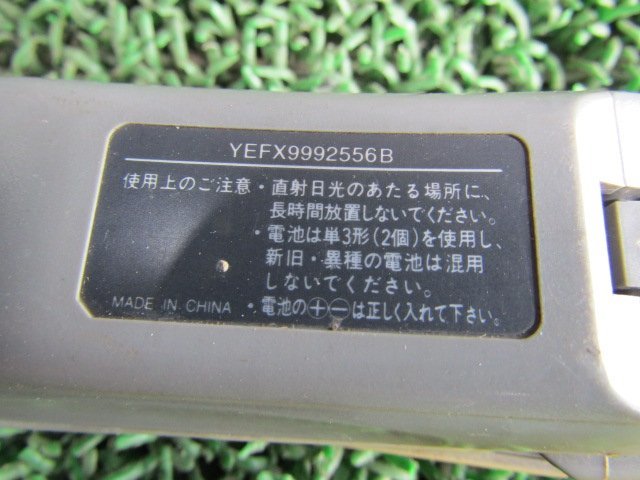 YEFX9992556B
使用上のご注意・直射日光のあたる場所に、
長時間放置しないでください。
・電池は単3形(2個)を使用し、
新旧・異種の電池は混用
しないでください。
MADE IN CHINA ・電池の⊕⊖は正しく入れて下さい。